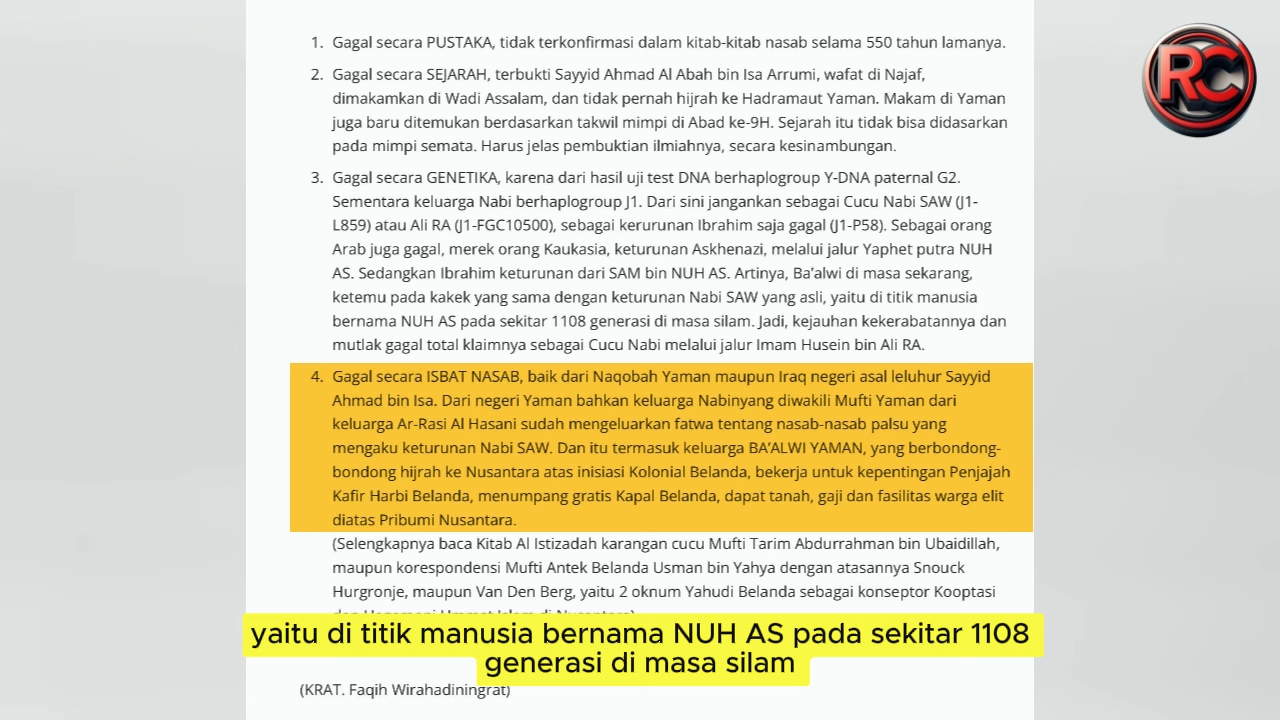 1. Gagal secara PUSTAKA, tidak terkonfirmasi dalam kitab-kitab nasab selama 550 tahun lamanya.
2. Gagal secara SEJARAH, terbukti Sayyid Ahmad Al Abah bin Isa Arrumi, wafat di Najaf,
dimakamkan di Wadi Assalam, dan tidak pernah hijrah ke Hadramaut Yaman. Makam di Yaman
juga baru ditemukan berdasarkan takwil mimpi di Abad ke-9H. Sejarah itu tidak bisa didasarkan
pada mimpi semata. Harus jelas pembuktian ilmiahnya, secara kesinambungan.
3. Gagal secara GENETIKA, karena dari hasil uji test DNA berhaplogroup Y-DNA paternal G2.
Sementara keluarga Nabi berhaplogroup J1. Dari sini jangankan sebagai Cucu Nabi SAW (J1-
L859) atau Ali RA (J1-FGC10500), sebagai kerurunan Ibrahim saja gagal (J1-P58). Sebagai orang
Arab juga gagal, merek orang Kaukasia, keturunan Askhenazi, melalui jalur Yaphet putra NUH
AS. Sedangkan Ibrahim keturunan dari SAM bin NUH AS. Artinya, Ba'alwi di masa sekarang,
ketemu pada kakek yang sama dengan keturunan Nabi SAW yang asli, yaitu di titik manusia
bernama NUH AS pada sekitar 1108 generasi di masa silam. Jadi, kejauhan kekerabatannya dan
mutlak gagal total klaimnya sebagai Cucu Nabi melalui jalur Imam Husein bin Ali RA.
4. Gagal secara ISBAT NASAB, baik dari Naqobah Yaman maupun Iraq negeri asal leluhur Sayyid
Ahmad bin Isa. Dari negeri Yaman bahkan keluarga Nabinyang diwakili Mufti Yaman dari
keluarga Ar-Rasi Al Hasani sudah mengeluarkan fatwa tentang nasab-nasab palsu yang
mengaku keturunan Nabi SAW. Dan itu termasuk keluarga BA'ALWI YAMAN, yang berbondong-
bondong hijrah ke Nusantara atas inisiasi Kolonial Belanda, bekerja untuk kepentingan Penjajah
Kafir Harbi Belanda, menumpang gratis Kapal Belanda, dapat tanah, gaji dan fasilitas warga elit
diatas Pribumi Nusantara.
(Selengkapnya baca Kitab Al Istizadah karangan cucu Mufti Tarim Abdurrahman bin Ubaidillah,
maupun korespondensi Mufti Antek Belanda Usman bin Yahya dengan atasannya Snouck
Hurgronje, maupun Van Den Berg, yaitu 2 oknum Yahudi Belanda sebagai konseptor Kooptasi
yaitu di titik manusia bernama NUH AS pada sekitar 1108
generasi di masa silam
(KRAT. Faqih Wirahadiningrat)
RC